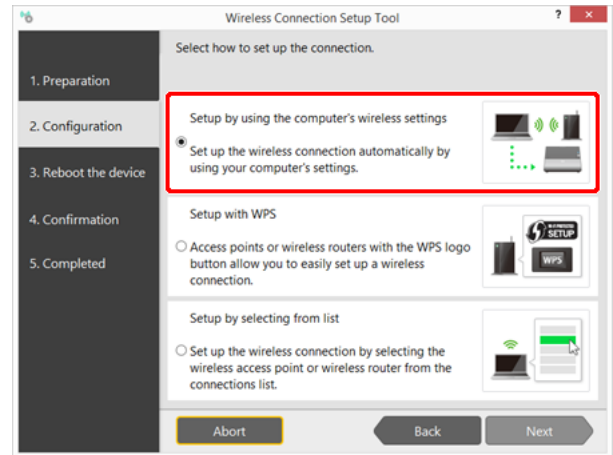 Wireless Connection Setup Tool
? ×
Select how to set up the connection.
1. Preparation
2. Configuration
3. Reboot the device
4. Confirmation
5. Completed
Setup by using the computer's wireless settings
Set up the wireless connection automatically by
using your computer's settings.
Setup with WPS
Access points or wireless routers with the WPS logo
button allow you to easily set up a wireless
connection.
SETUP
WPS
Setup by selecting from list
Set up the wireless connection by selecting the
wireless access point or wireless router from the
connections list.
Abort
Back
Next